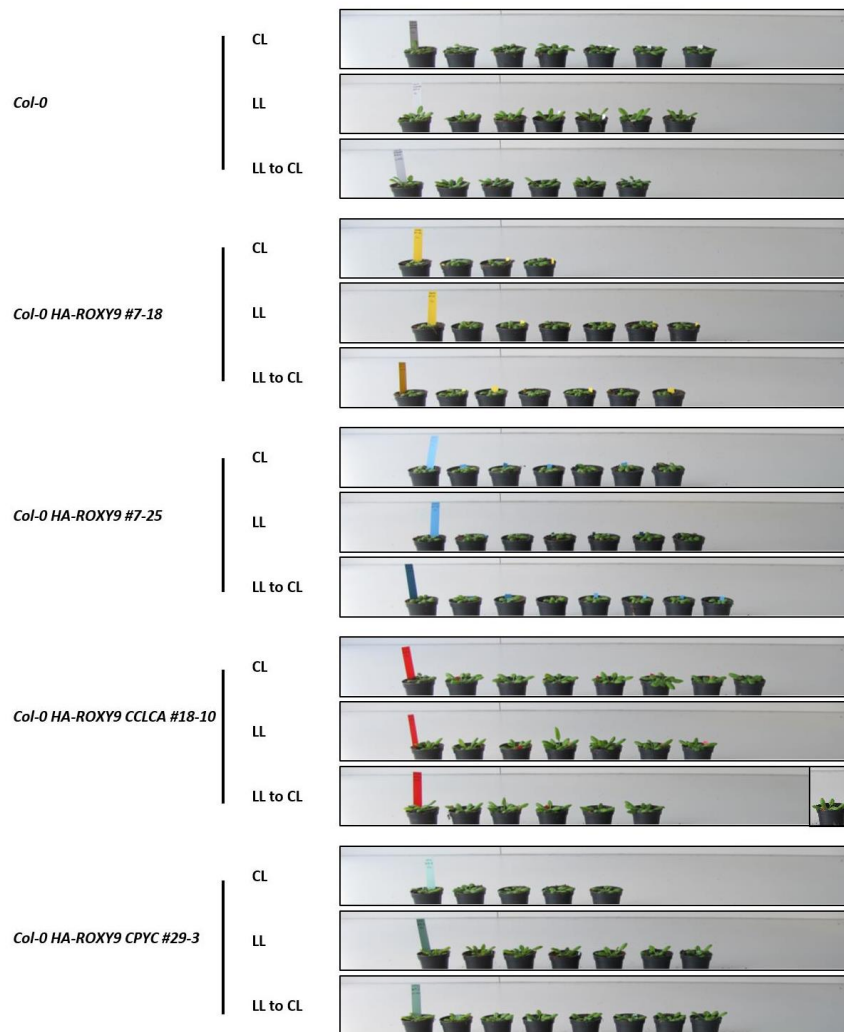 CL
Col-0
LL
LL to CL
CL
Col-0 HA-ROXY9 #7-18
LL
LL to CL
CL
Col-0 HA-ROXY9 #7-25
LL
LL to CL
CL
Col-0 HA-ROXY9 CCLCA #18-10
LL
LL to CL
CL
Col-0 HA-ROXY9 CPYC #29-3
LL
LL to CL